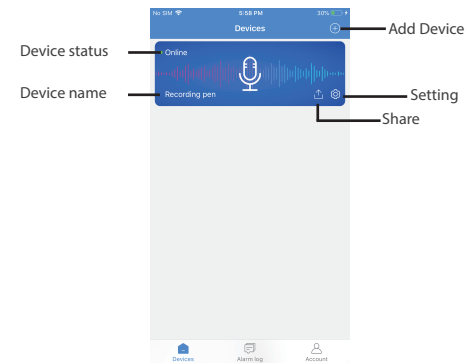 No SIM 5:58 PM 30%
Devices
Add Device
Device status
Online
Device name
Recording pen
Setting
Share
Devices Alarm log Account